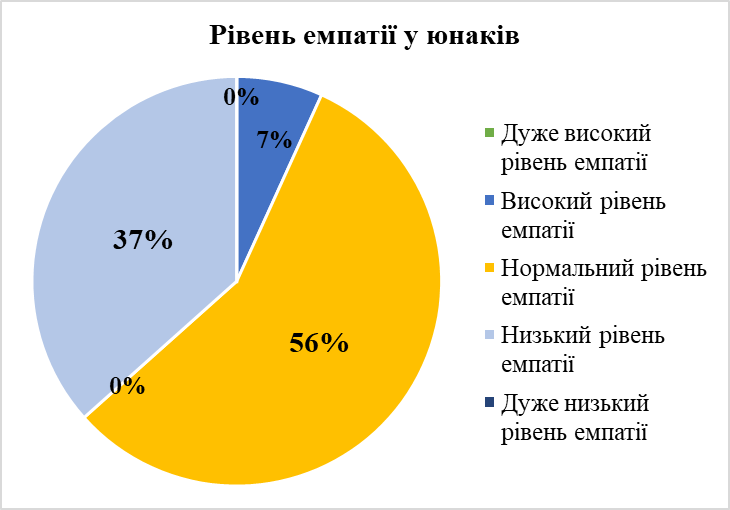 Рівень емпатії у юнаків
0%
7%
37%
56%
0%
Дуже високий
рівень емпатії
Високий рівень
емпатії
Нормальний рівень
емпатії
Низький рівень
емпатії
Дуже низький
рівень емпатії